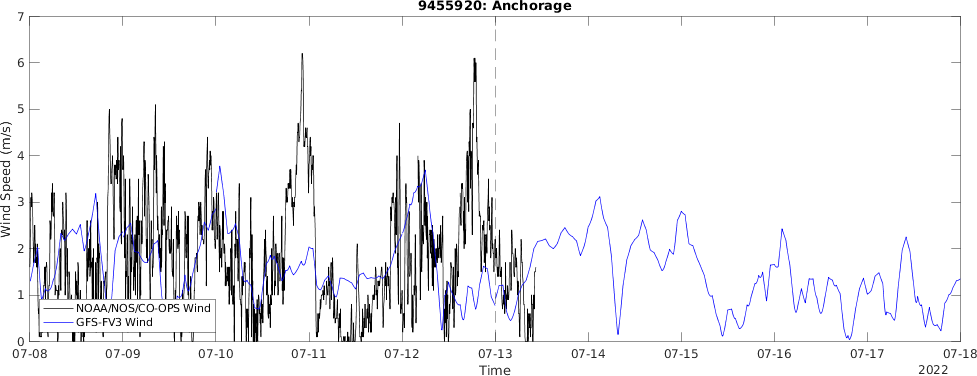 9455920: Anchorage
7
6
5
4
3
2
1
0
Wind Speed (m/s)
NOAA/NOS/CO-OPS Wind
GFS-FV3 Wind
07-08 07-09 07-10 07-11 07-12 07-13 07-14 07-15 07-16 07-17 07-18
Time
2022